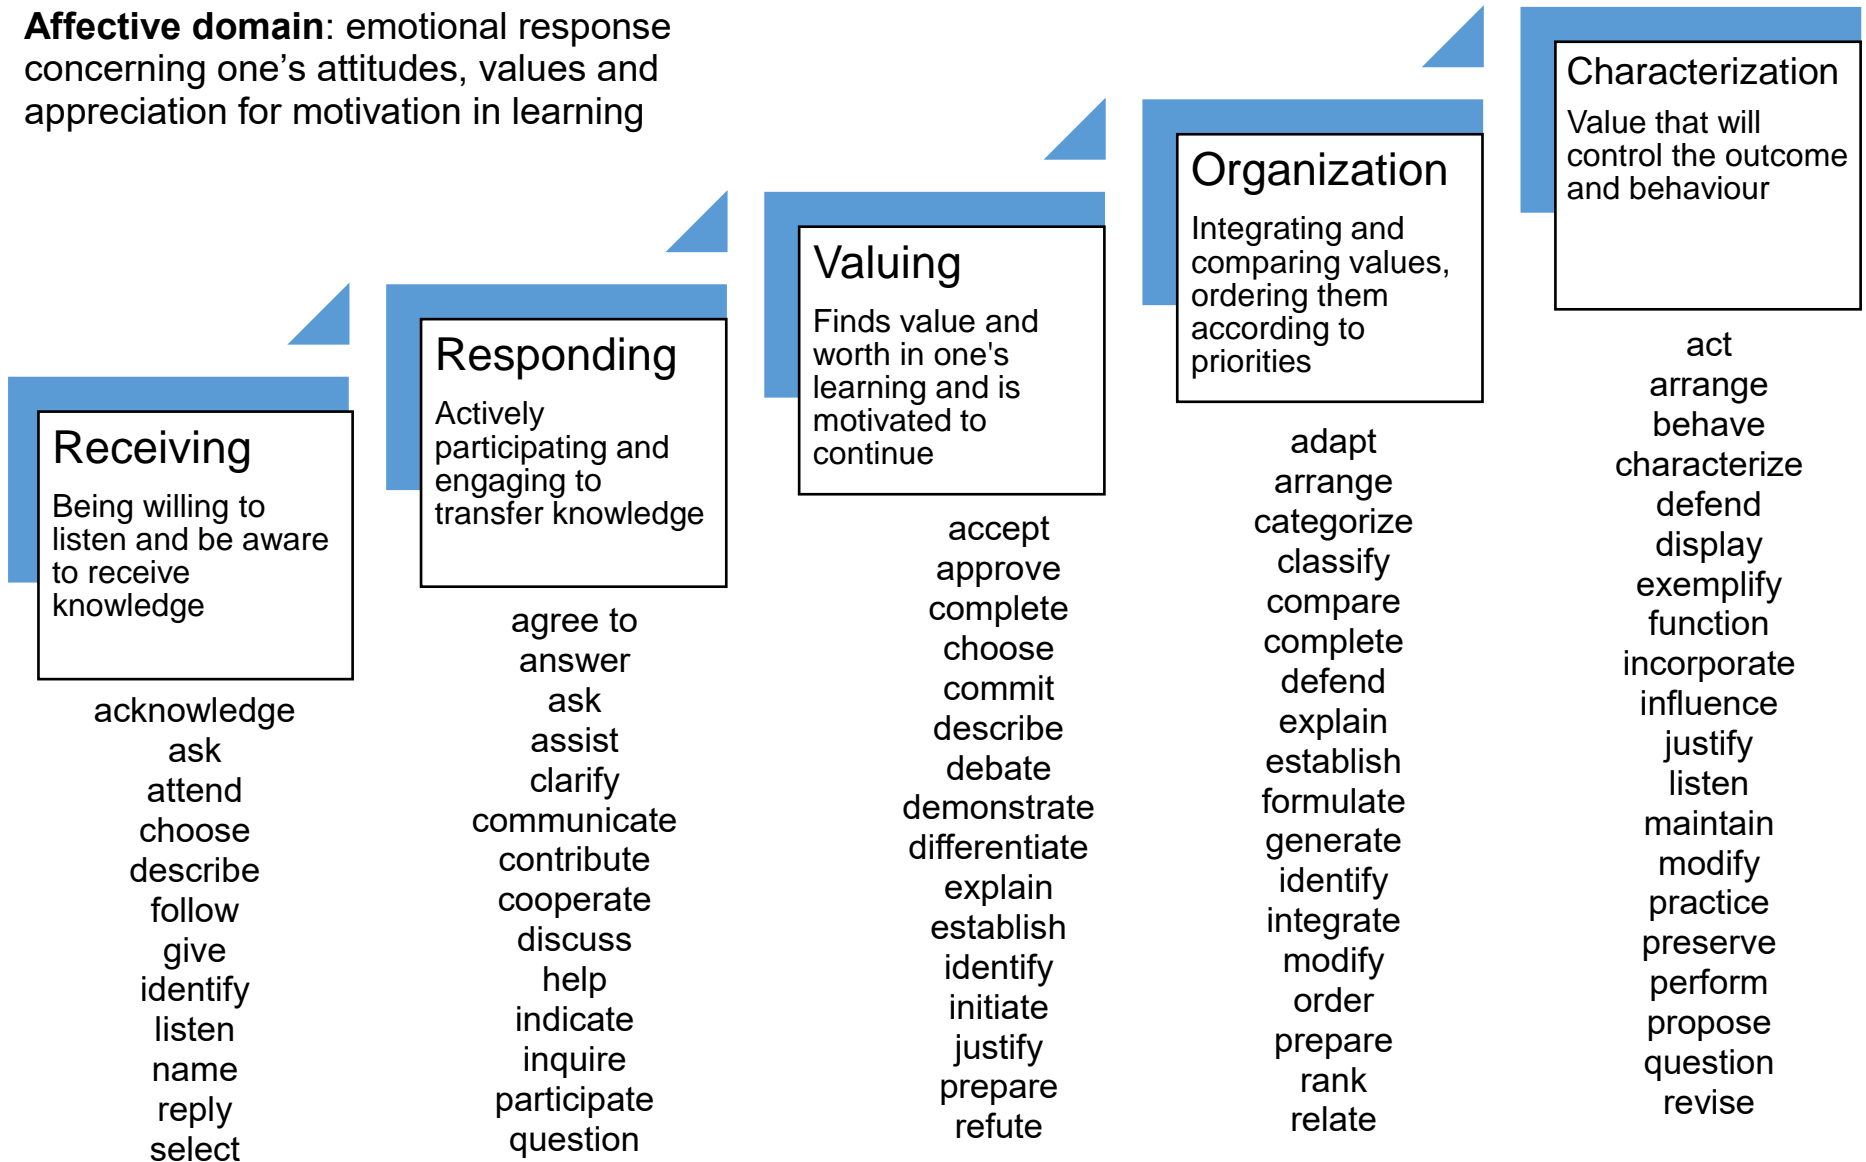 Affective domain: emotional response
concerning one's attitudes, values and
appreciation for motivation in learning
Receiving
Being willing to
listen and be aware
to receive
knowledge
acknowledge
ask
attend
choose
describe
follow
give
identify
listen
name
reply
select
Responding
Actively
participating and
engaging to
transfer knowledge
agree to
answer
ask
assist
clarify
communicate
contribute
cooperate
discuss
help
indicate
inquire
participate
question
Valuing
Finds value and
worth in one's
learning and is
motivated to
continue
accept
approve
complete
choose
commit
describe
debate
demonstrate
differentiate
explain
establish
identify
initiate
justify
prepare
refute
Organization
Integrating and
comparing values,
ordering them
according to
priorities
adapt
arrange
categorize
classify
compare
complete
defend
explain
establish
formulate
generate
identify
integrate
modify
order
prepare
rank
relate
Characterization
Value that will
control the outcome
and behaviour
act
arrange
behave
characterize
defend
display
exemplify
function
incorporate
influence
justify
listen
maintain
modify
practice
preserve
perform
propose
question
revise